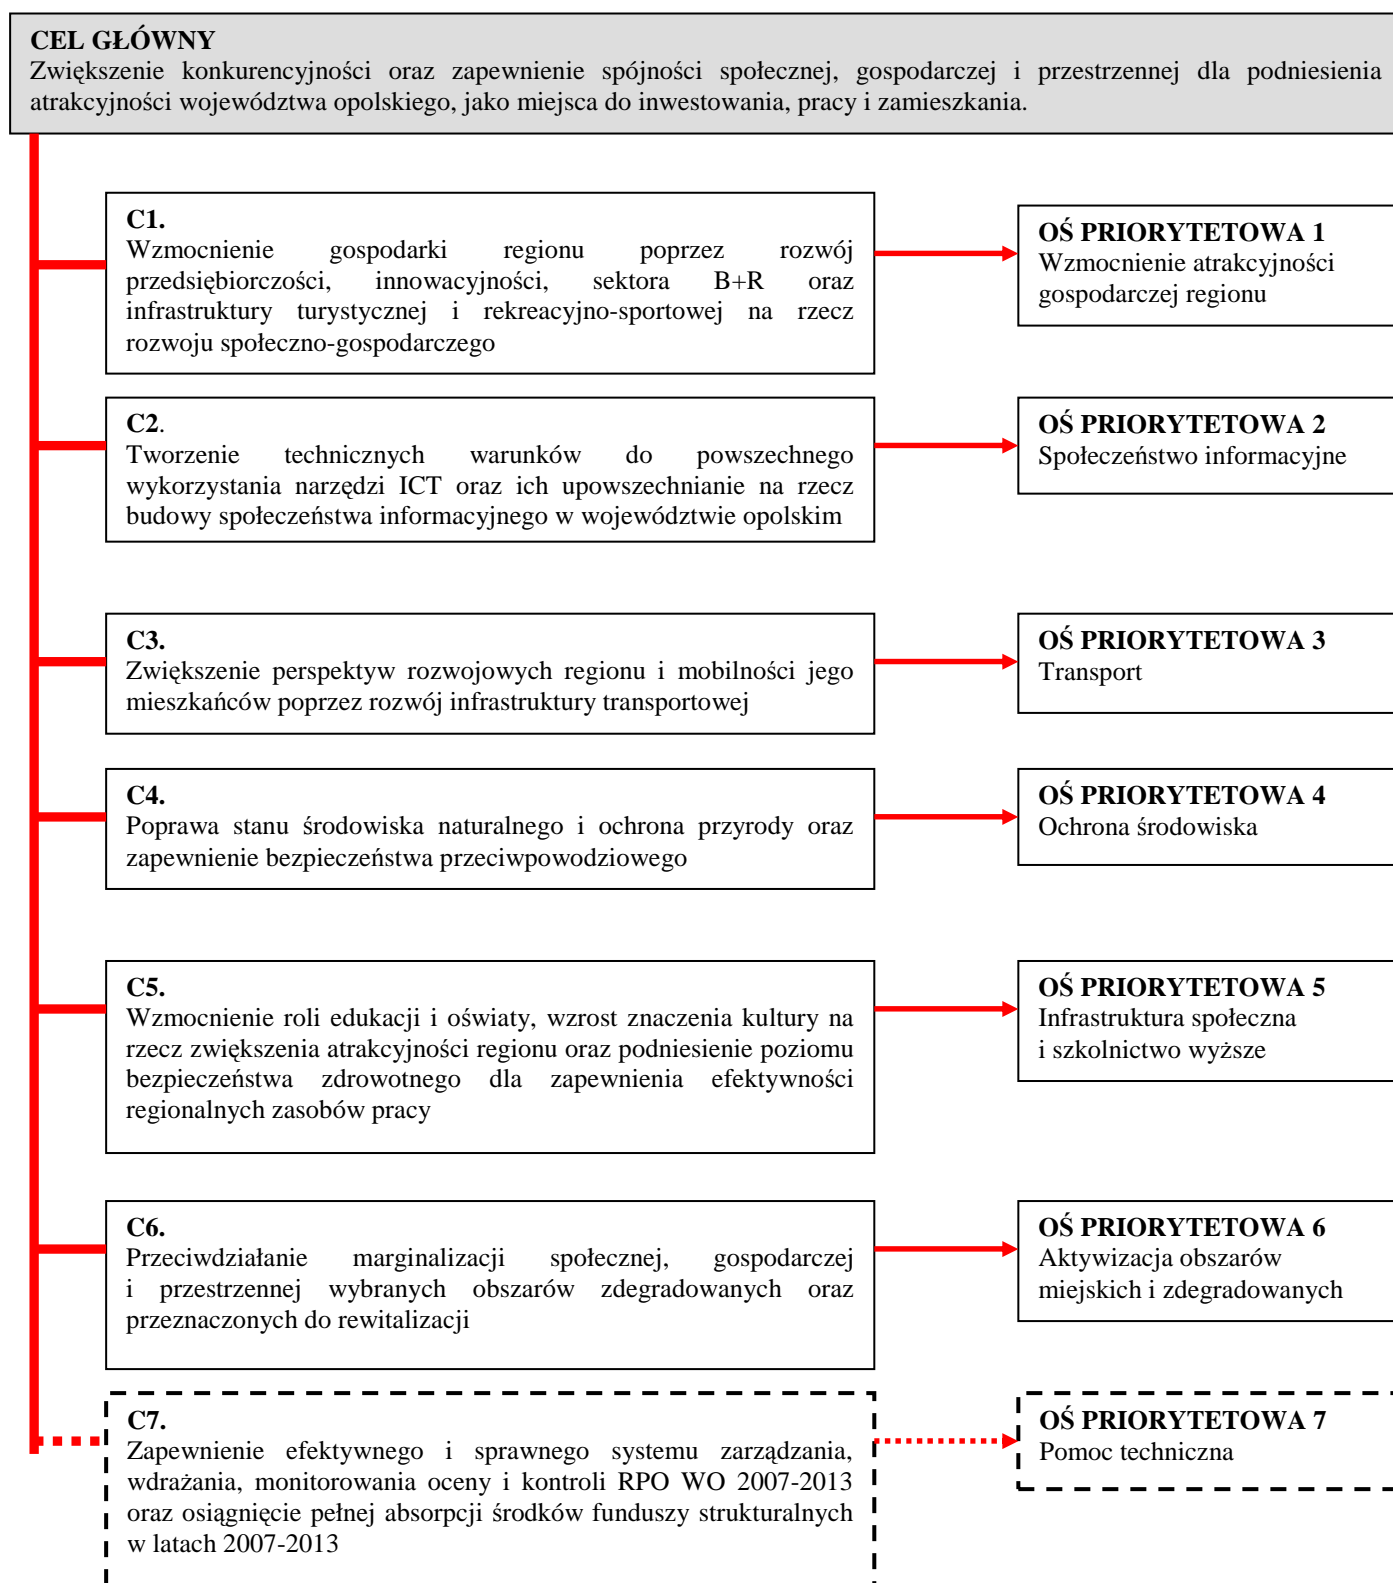 CEL GŁÓWNY
Zwiększenie konkurencyjności oraz zapewnienie spójności społecznej, gospodarczej i przestrzennej dla podniesienia
atrakcyjności województwa opolskiego, jako miejsca do inwestowania, pracy i zamieszkania.
C1.
Wzmocnienie gospodarki regionu poprzez rozwój
przedsiębiorczości, innowacyjności, sektora B+R oraz
infrastruktury turystycznej i rekreacyjno-sportowej na rzecz
rozwoju społeczno-gospodarczego
OŚ PRIORYTETOWA 1
Wzmocnienie atrakcyjności
gospodarczej regionu
C2.
Tworzenie technicznych warunków do powszechnego
wykorzystania narzędzi ICT oraz ich upowszechnianie na rzecz
budowy społeczeństwa informacyjnego w województwie opolskim
OŚ PRIORYTETOWA 2
Społeczeństwo informacyjne
C3.
Zwiększenie perspektyw rozwojowych regionu i mobilności jego
mieszkańców poprzez rozwój infrastruktury transportowej
OŚ PRIORYTETOWA 3
Transport
C4.
Poprawa stanu środowiska naturalnego i ochrona przyrody oraz
zapewnienie bezpieczeństwa przeciwpowodziowego
OŚ PRIORYTETOWA 4
Ochrona środowiska
C5.
Wzmocnienie roli edukacji i oświaty, wzrost znaczenia kultury na
rzecz zwiększenia atrakcyjności regionu oraz podniesienie poziomu
bezpieczeństwa zdrowotnego dla zapewnienia efektywności
regionalnych zasobów pracy
OŚ PRIORYTETOWA 5
Infrastruktura społeczna
i szkolnictwo wyższe
C6.
Przeciwdziałanie marginalizacji społecznej, gospodarczej
i przestrzennej wybranych obszarów zdegradowanych oraz
przeznaczonych do rewitalizacji
OŚ PRIORYTETOWA 6
Aktywizacja obszarów
miejskich i zdegradowanych
C7.
Zapewnienie efektywnego i sprawnego systemu zarządzania,
wdrażania, monitorowania oceny i kontroli RPO WO 2007-2013
oraz osiągnięcie pełnej absorpcji środków funduszy strukturalnych
w latach 2007-2013
OŚ PRIORYTETOWA 7
Pomoc techniczna